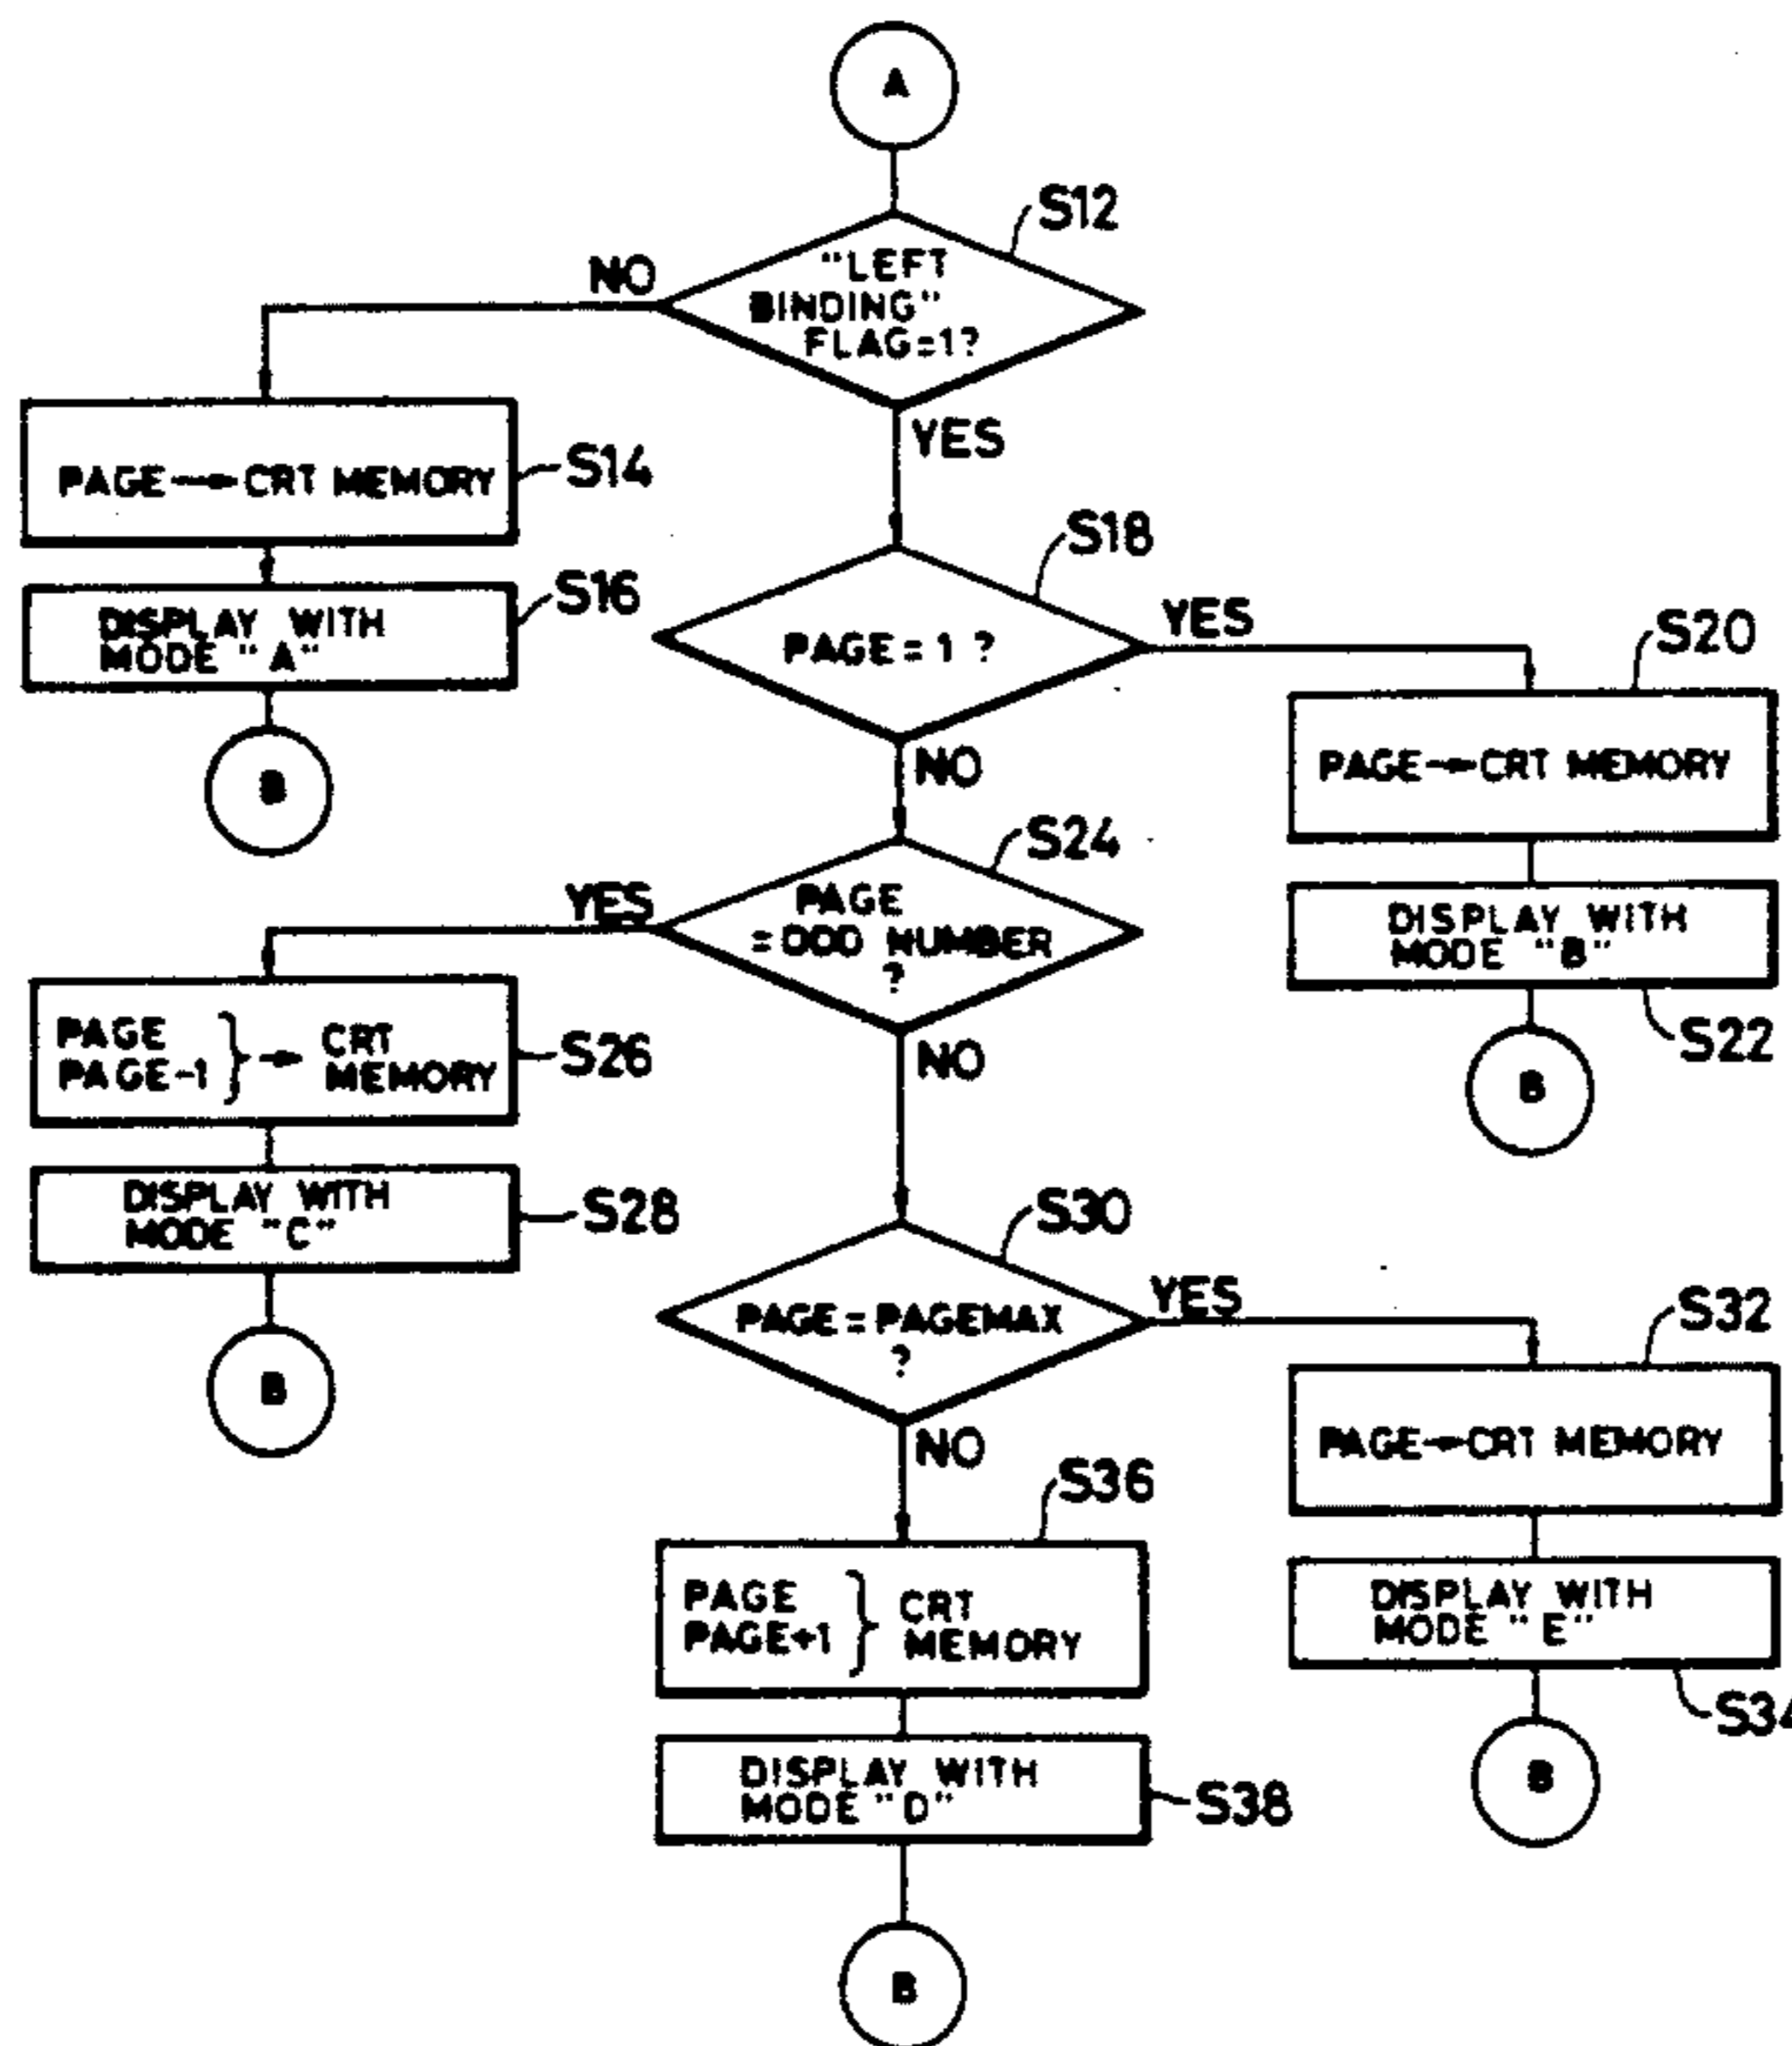 A
S12
NO
"LEFT
BINDING"
FLAG=1?
YES
PAGE→CRT MEMORY
S14
S18
DISPLAY WITH
MODE "A"
S16
PAGE=1 ?
YES
S20
B
NO
PAGE→CRT MEMORY
S24
YES
PAGE
=ODD NUMBER
?
DISPLAY WITH
MODE "B"
S22
B
PAGE
PAGE-1 } → CRT
MEMORY
S26
NO
DISPLAY WITH
MODE "C"
S28
B
S30
PAGE=PAGEMAX
?
YES
S32
NO
PAGE→CRT MEMORY
S36
PAGE
PAGE+1 } CRT
MEMORY
DISPLAY WITH
MODE "E"
S34
B
DISPLAY WITH
MODE "D"
S38
B